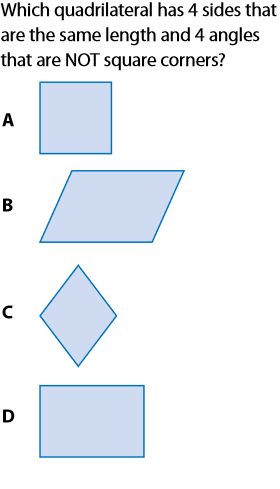 Which quadrilateral has 4 sides that
are the same length and 4 angles
that are NOT square corners?
A
B
C
D